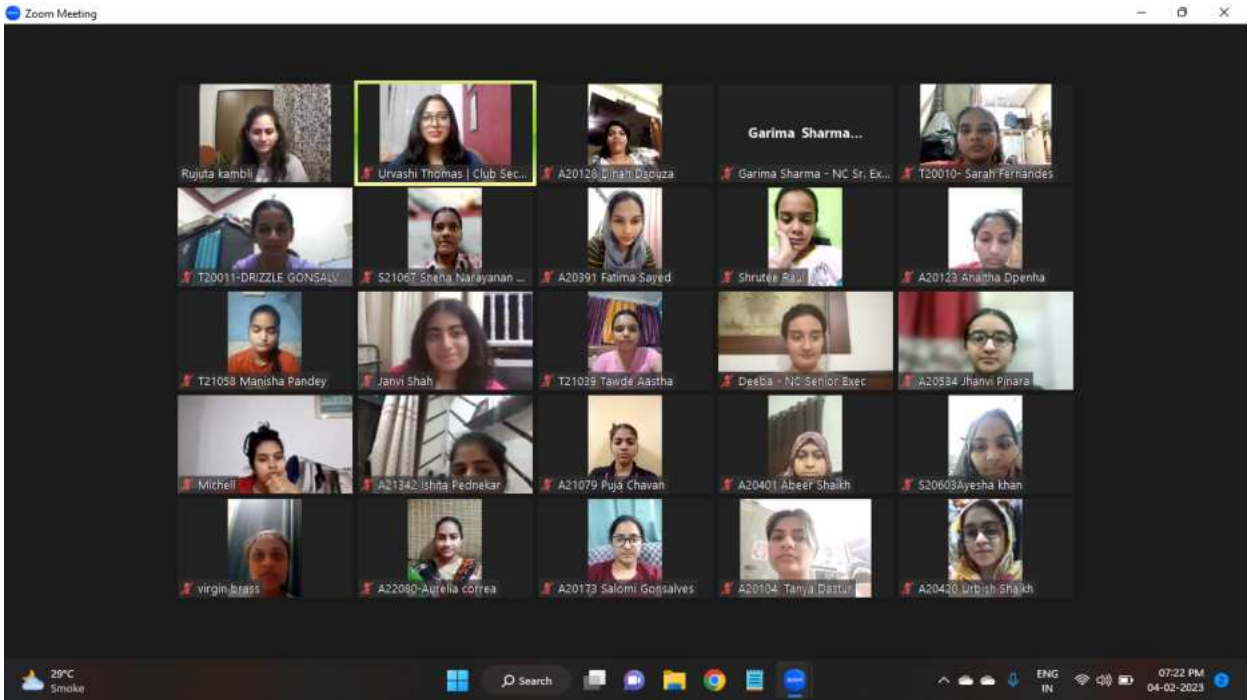 Zoom Meeting
Rujuta kambli
Urvashi Thomas | Club Sec...
A20128 Dinah Dsouza
Garima Sharma...
Garima Sharma - NC Sr. Ex...
T20010- Sarah Fernandes
T20011-DRIZZLE GONSALV...
S21067-Sneha Narayanan ...
A20391 Fatima Sayed
Shrutee Raul
A20123 Anaitha Dpenha
T21058 Manisha Pandey
Janvi Shah
T21039 Tawde Aastha
Deeba - NC Senior Exec
A20534 Jhanvi Pinara
Michell
A21342 Ishita Pednekar
A21079 Puja Chavan
A20401 Abeer Shaikh
S20603Ayesha khan
virgin brass
A22080-Aurelia correa
A20173 Salomi Gonsalves
A20104 Tanya Dastur
A20420 Urbish Shaikh
29°C
Smoke
Search
ENG
IN
07:22 PM
04-02-2023